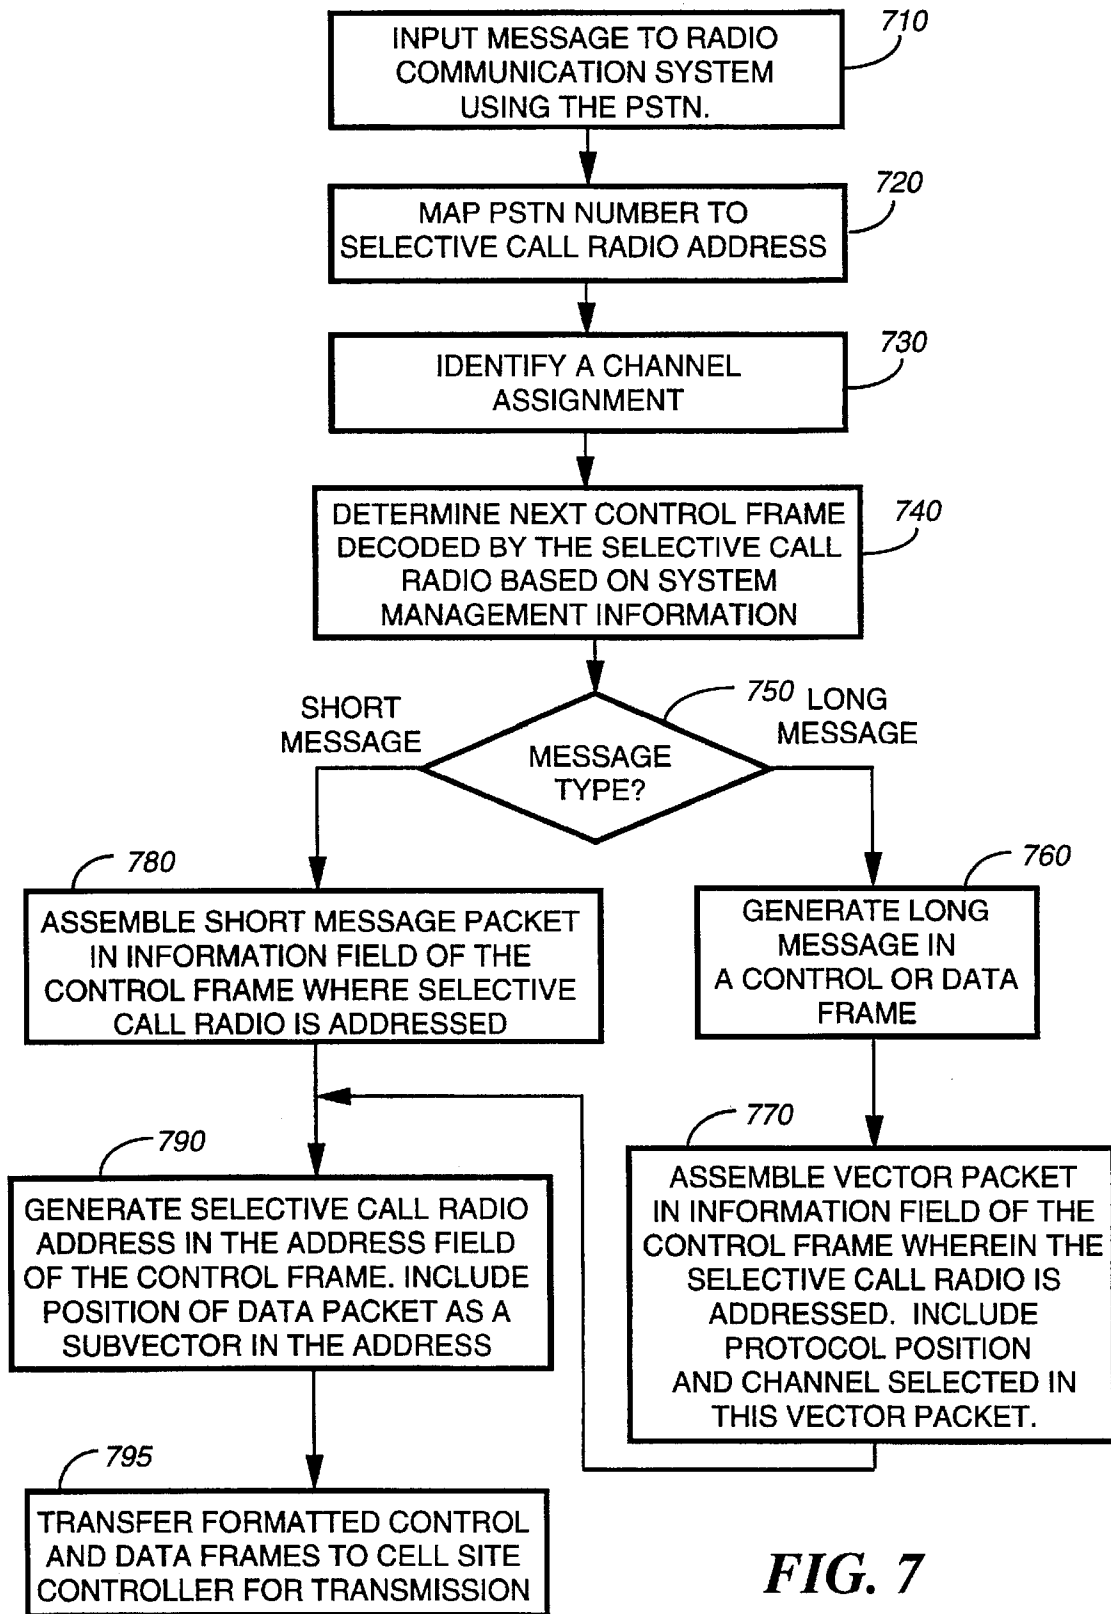 INPUT MESSAGE TO RADIO
COMMUNICATION SYSTEM
USING THE PSTN.
710
MAP PSTN NUMBER TO
SELECTIVE CALL RADIO ADDRESS
720
IDENTIFY A CHANNEL
ASSIGNMENT
730
DETERMINE NEXT CONTROL FRAME
DECODED BY THE SELECTIVE CALL
RADIO BASED ON SYSTEM
MANAGEMENT INFORMATION
740
SHORT
MESSAGE
MESSAGE
TYPE?
750
LONG
MESSAGE
780
ASSEMBLE SHORT MESSAGE PACKET
IN INFORMATION FIELD OF THE
CONTROL FRAME WHERE SELECTIVE
CALL RADIO IS ADDRESSED
760
GENERATE LONG
MESSAGE IN
A CONTROL OR DATA
FRAME
770
ASSEMBLE VECTOR PACKET
IN INFORMATION FIELD OF THE
CONTROL FRAME WHEREIN THE
SELECTIVE CALL RADIO IS
ADDRESSED. INCLUDE
PROTOCOL POSITION
AND CHANNEL SELECTED IN
THIS VECTOR PACKET.
790
GENERATE SELECTIVE CALL RADIO
ADDRESS IN THE ADDRESS FIELD
OF THE CONTROL FRAME. INCLUDE
POSITION OF DATA PACKET AS A
SUBVECTOR IN THE ADDRESS
795
TRANSFER FORMATTED CONTROL
AND DATA FRAMES TO CELL SITE
CONTROLLER FOR TRANSMISSION
FIG. 7